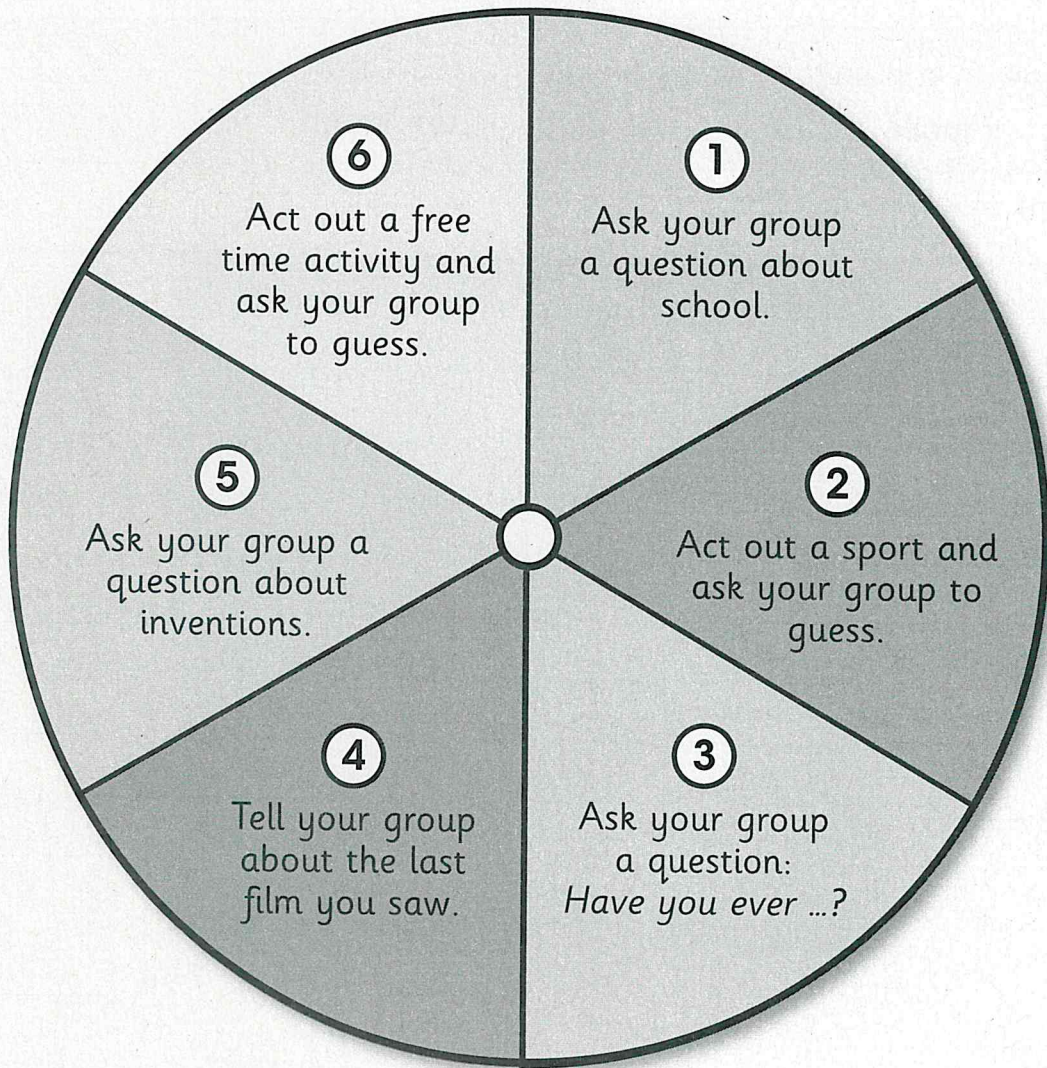 1
Ask your group
a question about
school.
2
Act out a sport and
ask your group to
guess.
3
Ask your group
a question:
Have you ever ...?
4
Tell your group
about the last
film you saw.
5
Ask your group a
question about
inventions.
6
Act out a free
time activity and
ask your group
to guess.